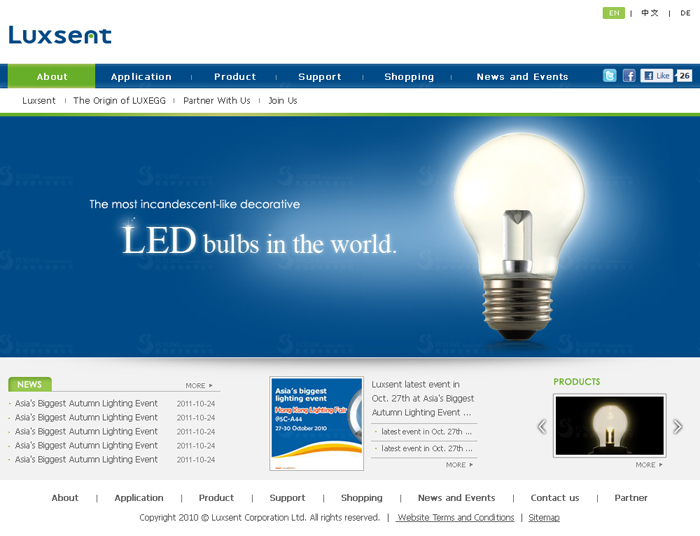 EN | 中文 | DE
Luxsent
About Application Product Support Shopping News and Events Like 26
Luxsent The Origin of LUXEGG Partner With Us Join Us
The most incandescent-like decorative
LED bulbs in the world.
NEWS
MORE
Asia's Biggest Autumn Lighting Event 2011-10-24
Asia's Biggest Autumn Lighting Event 2011-10-24
Asia's Biggest Autumn Lighting Event 2011-10-24
Asia's Biggest Autumn Lighting Event 2011-10-24
Asia's Biggest Autumn Lighting Event 2011-10-24
Asia's biggest
lighting event
Hong Kong Lighting Fair
@SC-A44
27-30 October 2010
Luxsent latest event in
Oct. 27th at Asia's Biggest
Autumn Lighting Event ...
latest event in Oct. 27th ...
latest event in Oct. 27th ...
MORE
PRODUCTS
MORE
About | Application | Product | Support | Shopping | News and Events | Contact us | Partner
Copyright 2010 © Luxsent Corporation Ltd. All rights reserved. | Website Terms and Conditions | Sitemap